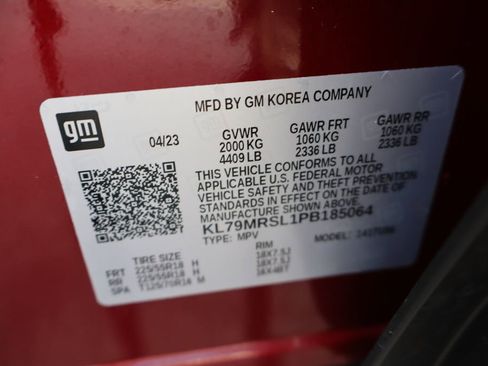 MFD BY GM KOREA COMPANY
gm
04/23
GVWR GAWR FRT GAWR RR
2000 KG 1060 KG 1060 KG
4409 LB 2336 LB 2336 LB
THIS VEHICLE CONFORMS TO ALL
APPLICABLE U.S. FEDERAL MOTOR
VEHICLE SAFETY AND THEFT PREVENTION
STANDARDS IN EFFECT ON THE DATE OF
MANUFACTURE SHOWN ABOVE.
KL79MRSL1PB185064
TYPE: MPV MODEL:
TIRE SIZE RIM
FRT 225/55R18 H 18X7.5J
RR 225/55R18 H 18X7.5J
SPA T125/70R16 M 16X4BT